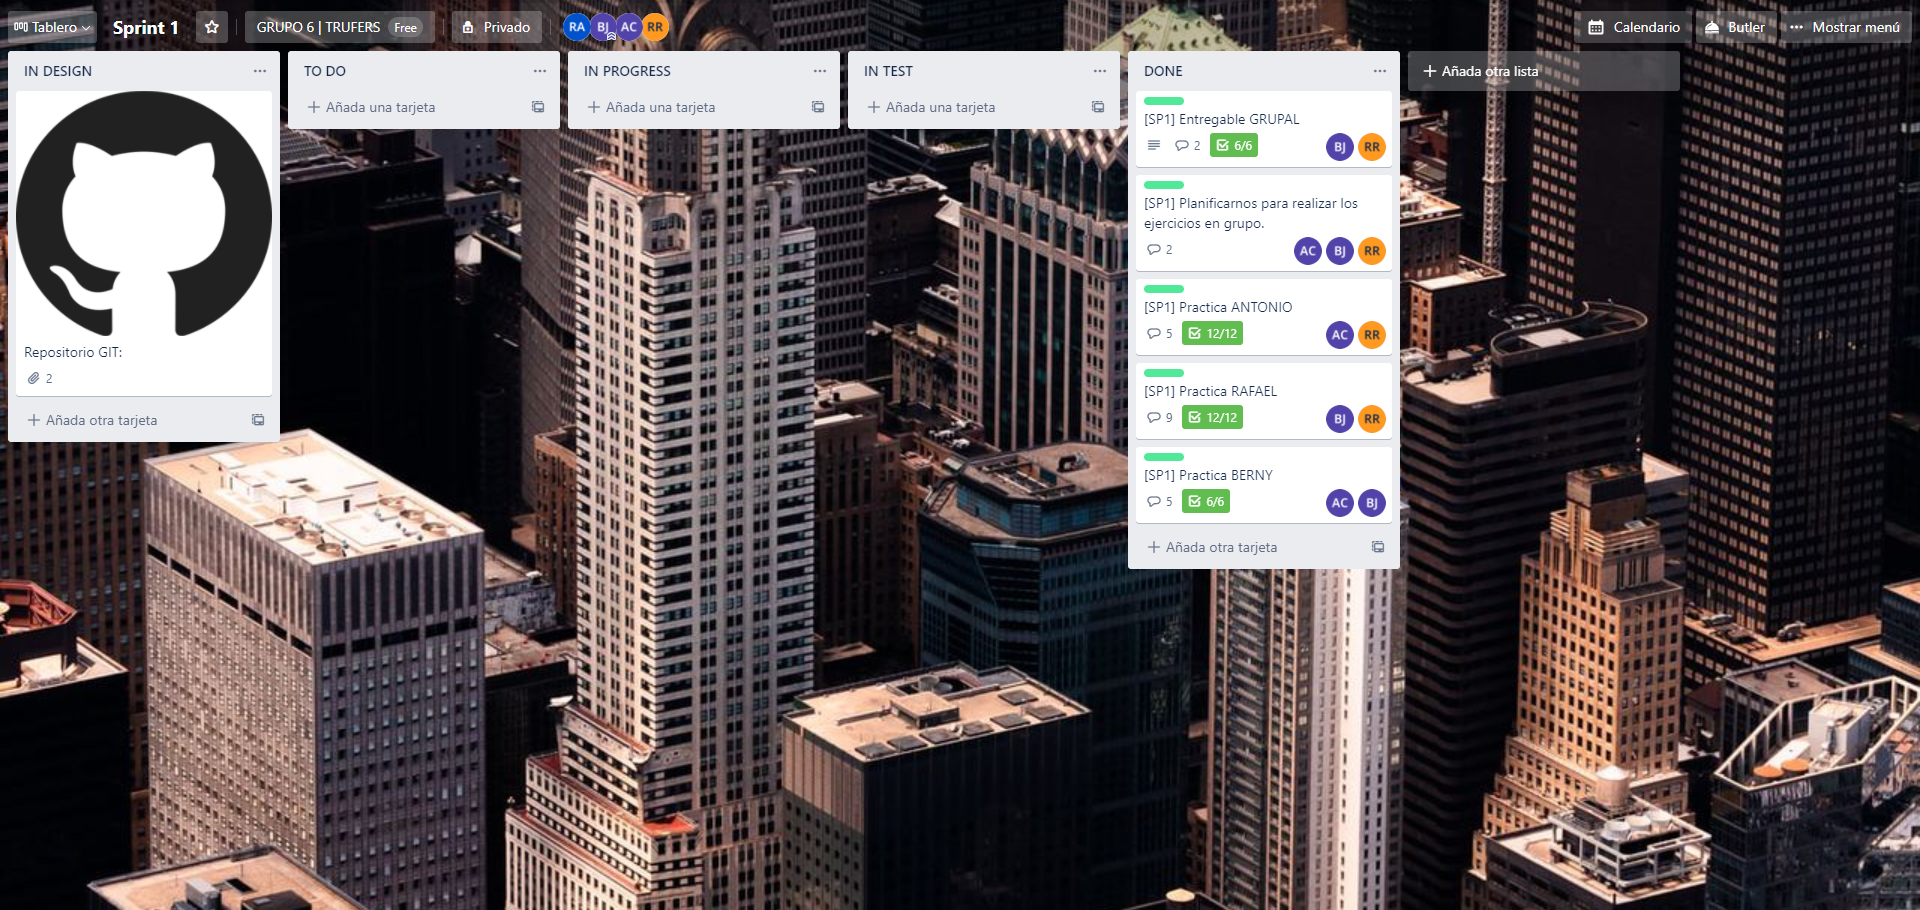 Tablero
Sprint 1
GRUPO 6 | TRUFERS Free
Privado
RA BJ AC RR
Calendario
Butler
Mostrar menú
IN DESIGN
Repositorio GIT:
2
Añada otra tarjeta
TO DO
Añada una tarjeta
IN PROGRESS
Añada una tarjeta
IN TEST
Añada una tarjeta
DONE
[SP1] Entregable GRUPAL
2 6/6 BJ RR
[SP1] Planificarnos para realizar los
ejercicios en grupo.
2 AC BJ RR
[SP1] Practica ANTONIO
5 12/12 AC RR
[SP1] Practica RAFAEL
9 12/12 BJ RR
[SP1] Practica BERNY
5 6/6 AC BJ
Añada otra tarjeta
Añada otra lista